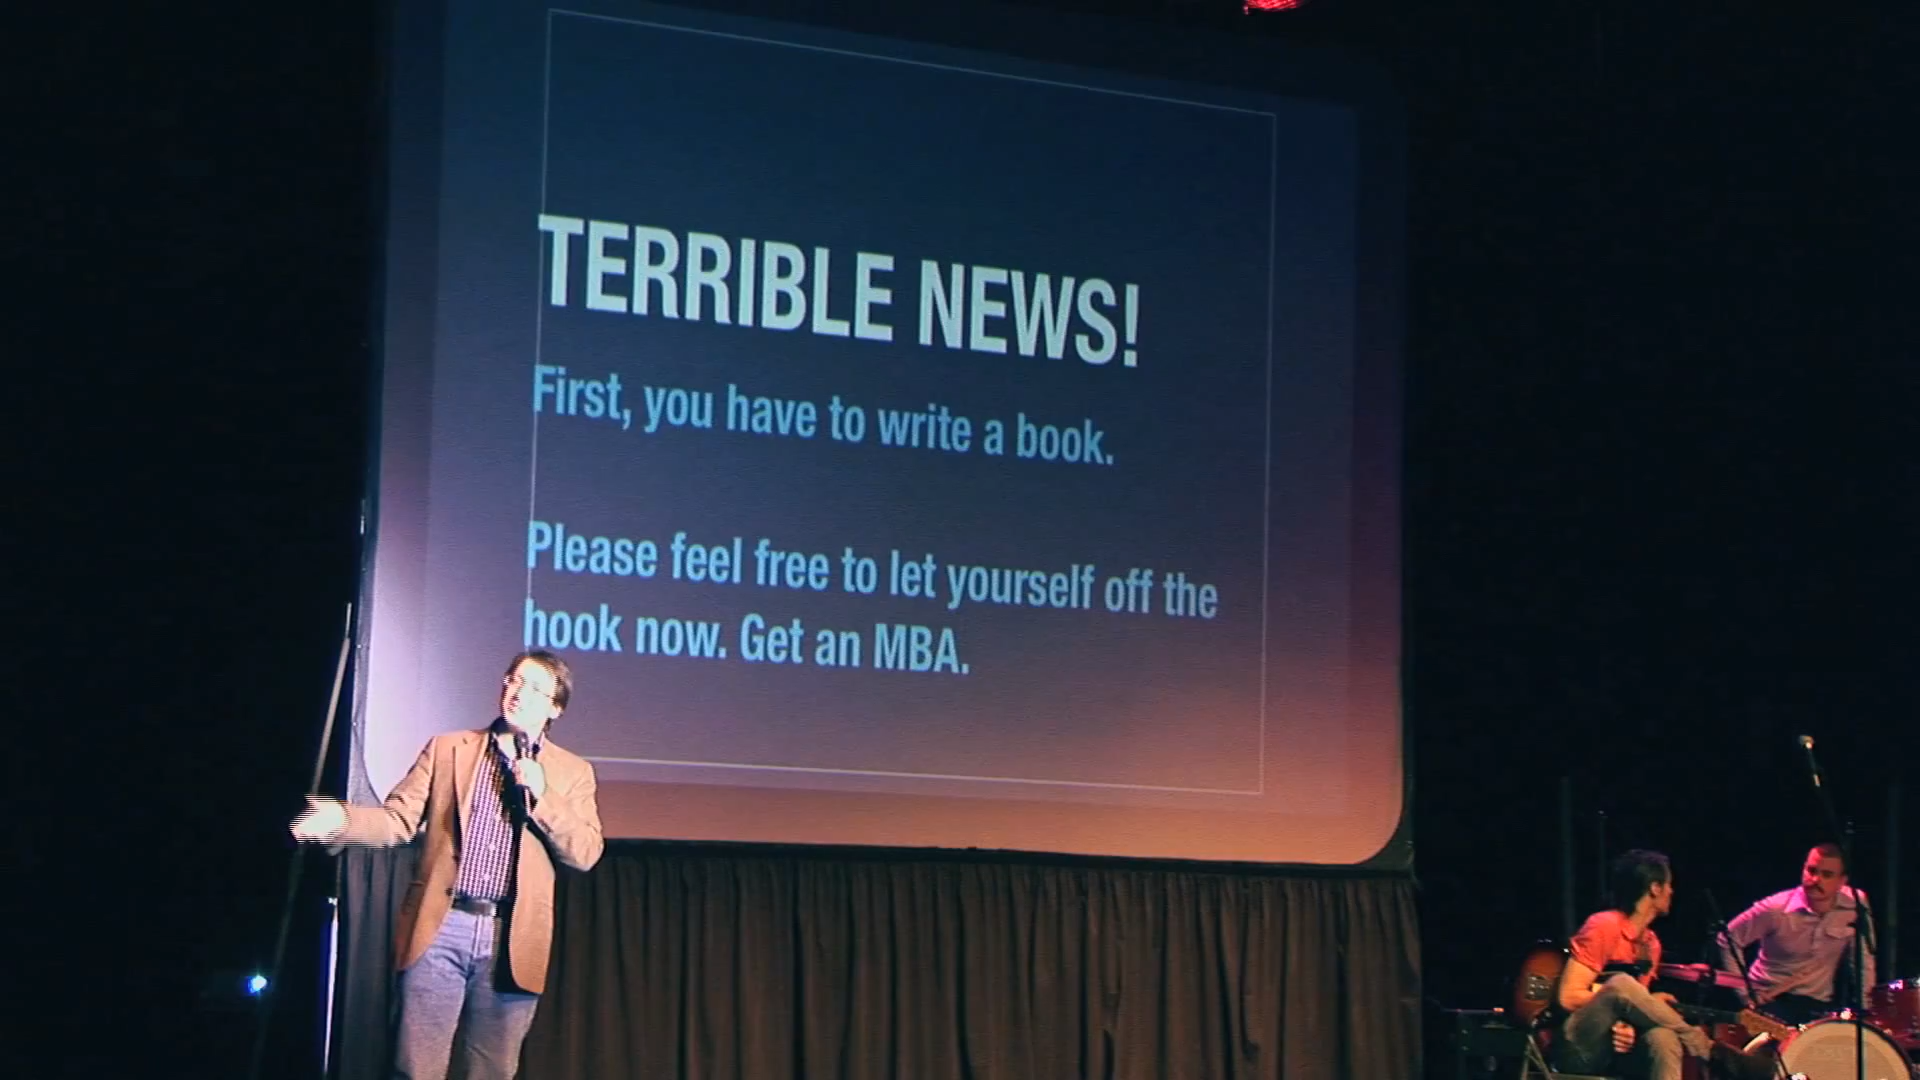 TERRIBLE NEWS!
First, you have to write a book.
Please feel free to let yourself off the
hook now. Get an MBA.